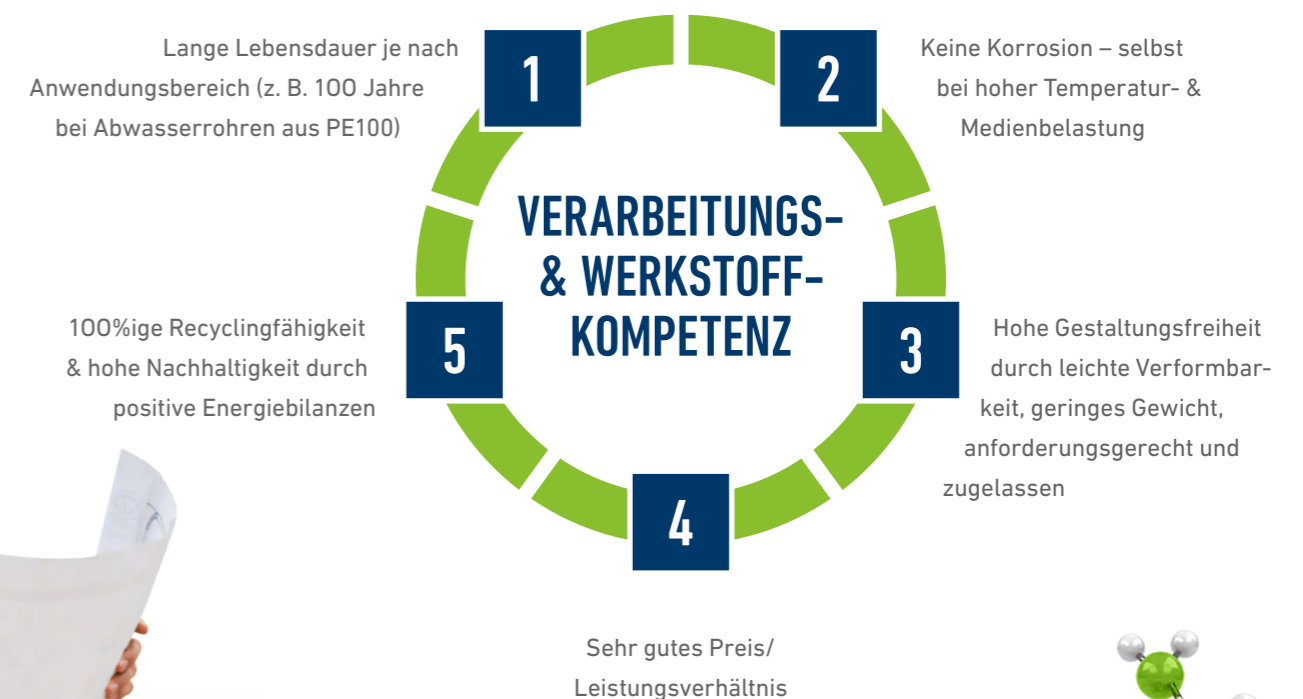 1
Lange Lebensdauer je nach
Anwendungsbereich (z. B. 100 Jahre
bei Abwasserrohren aus PE100)
2
Keine Korrosion – selbst
bei hoher Temperatur- &
Medienbelastung
VERARBEITUNGS-
& WERKSTOFF-
KOMPETENZ
3
Hohe Gestaltungsfreiheit
durch leichte Verformbar-
keit, geringes Gewicht,
anforderungsgerecht und
zugelassen
4
Sehr gutes Preis/
Leistungsverhältnis
5
100%ige Recyclingfähigkeit
& hohe Nachhaltigkeit durch
positive Energiebilanzen